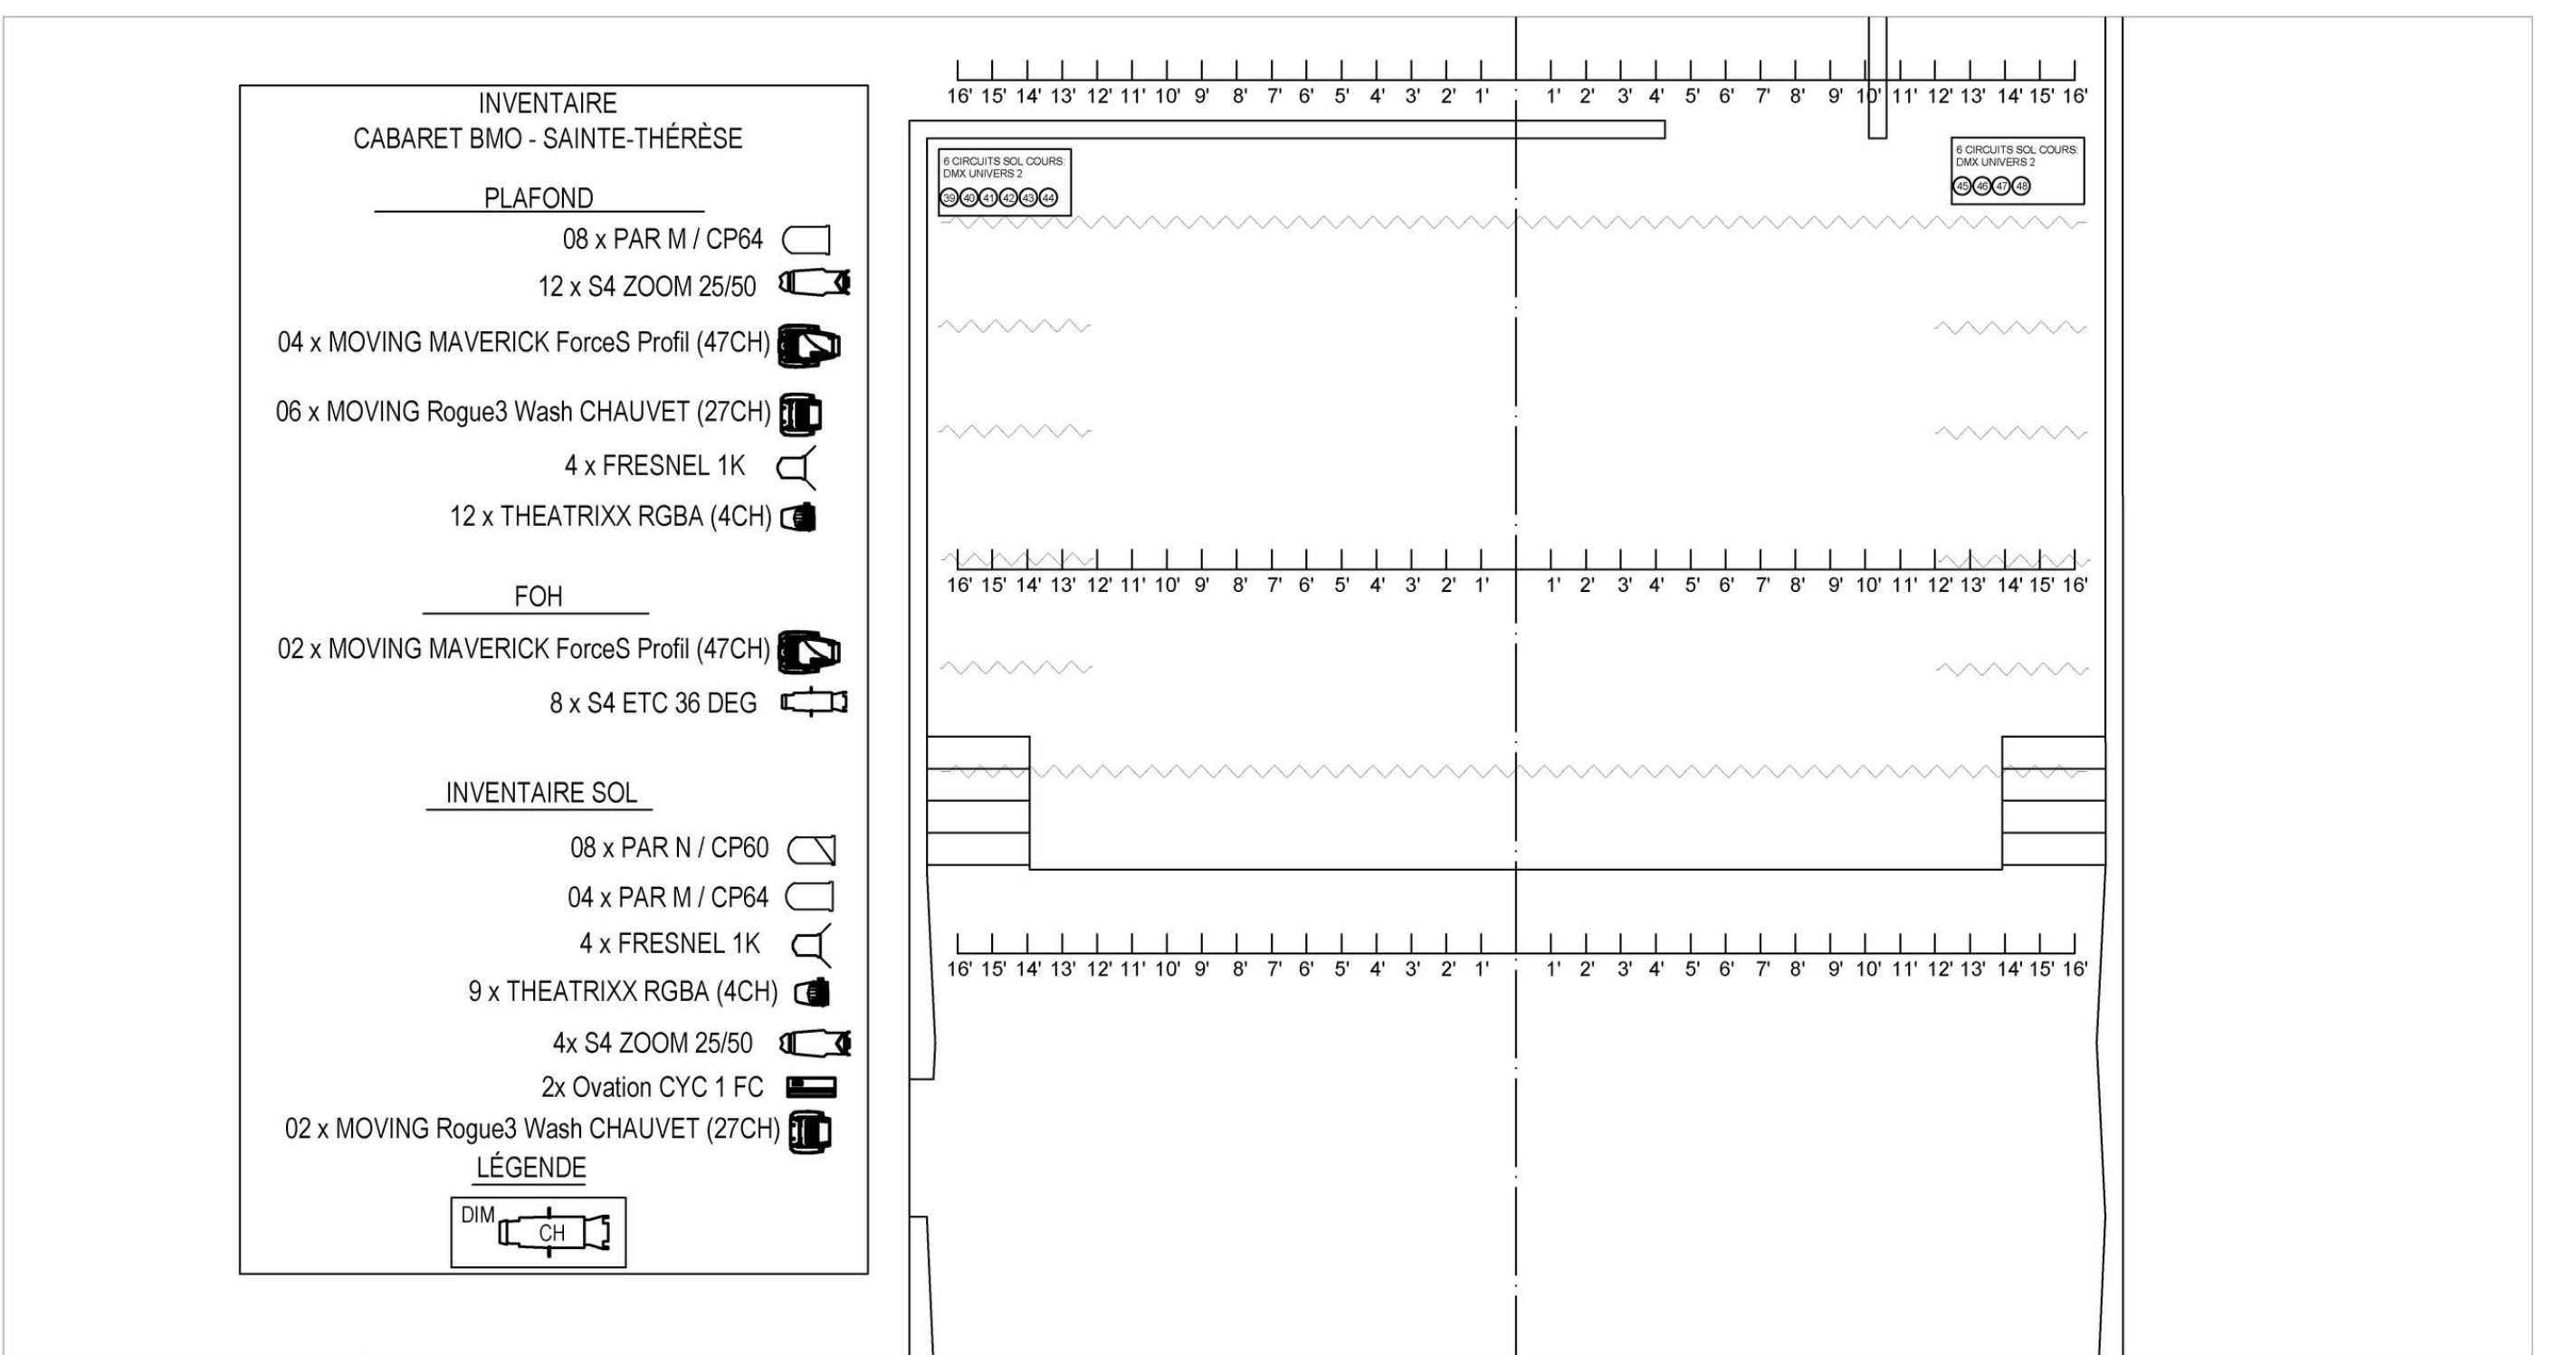 INVENTAIRE
CABARET BMO - SAINTE-THÉRÈSE
PLAFOND
08 x PAR M / CP64
12 x S4 ZOOM 25/50
04 x MOVING MAVERICK ForceS Profil (47CH)
06 x MOVING Rogue3 Wash CHAUVET (27CH)
4 x FRESNEL 1K
12 x THEATRIXX RGBA (4CH)
FOH
02 x MOVING MAVERICK ForceS Profil (47CH)
8 x S4 ETC 36 DEG
INVENTAIRE SOL
08 x PAR N / CP60
04 x PAR M / CP64
4 x FRESNEL 1K
9 x THEATRIXX RGBA (4CH)
4x S4 ZOOM 25/50
2x Ovation CYC 1 FC
02 x MOVING Rogue3 Wash CHAUVET (27CH)
LÉGENDE
DIM
CH
16' 15' 14' 13' 12' 11' 10' 9' 8' 7' 6' 5' 4' 3' 2' 1' 1' 2' 3' 4' 5' 6' 7' 8' 9' 10' 11' 12' 13' 14' 15' 16'
6 CIRCUITS SOL COURS:
DMX UNIVERS 2
39 40 41 42 43 44
6 CIRCUITS SOL COURS:
DMX UNIVERS 2
45 46 47 48
16' 15' 14' 13' 12' 11' 10' 9' 8' 7' 6' 5' 4' 3' 2' 1' 1' 2' 3' 4' 5' 6' 7' 8' 9' 10' 11' 12' 13' 14' 15' 16'
16' 15' 14' 13' 12' 11' 10' 9' 8' 7' 6' 5' 4' 3' 2' 1' 1' 2' 3' 4' 5' 6' 7' 8' 9' 10' 11' 12' 13' 14' 15' 16'